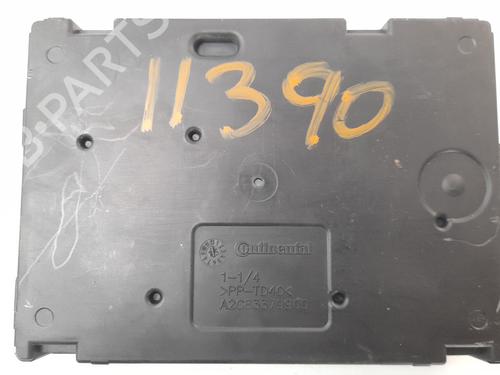 11390
B-PARTS
Continental
1-1/4
>PP-TD40<